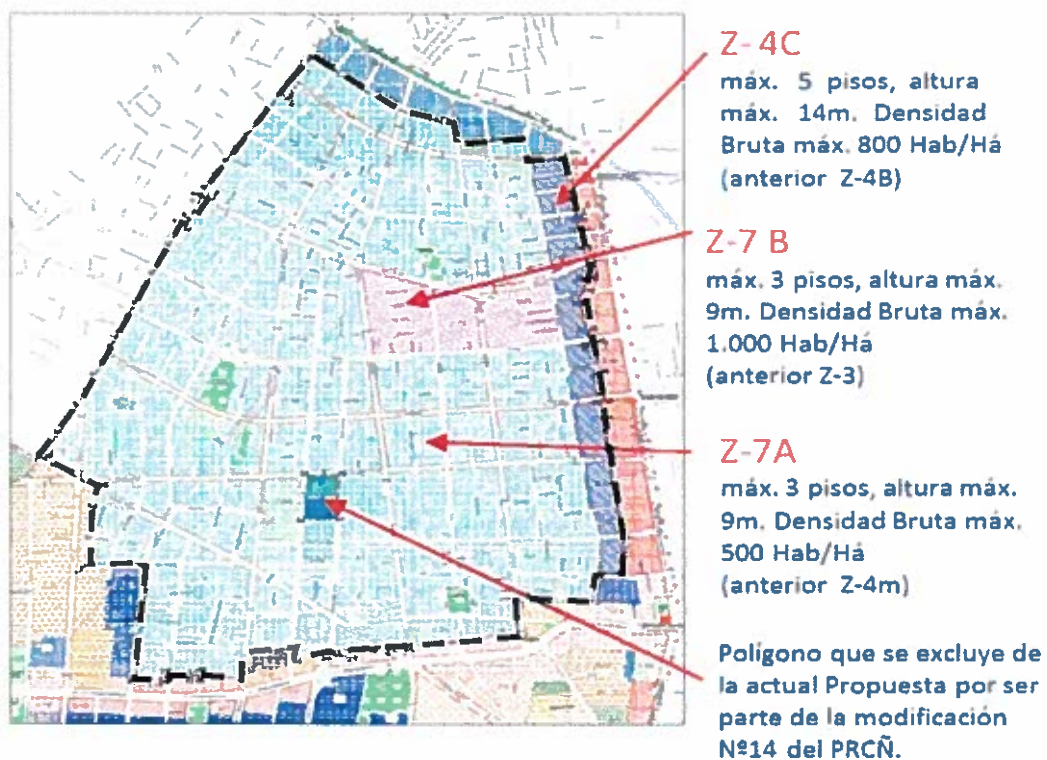 Z-4C
máx. 5 pisos, altura
máx. 14m. Densidad
Bruta máx. 800 Hab/Há
(anterior Z-4B)
Z-7 B
máx. 3 pisos, altura máx.
9m. Densidad Bruta máx.
1.000 Hab/Há
(anterior Z-3)
Z-7A
máx. 3 pisos, altura máx.
9m. Densidad Bruta máx.
500 Hab/Há
(anterior Z-4m)
Polígono que se excluye de
la actual Propuesta por ser
parte de la modificación
Nº14 del PRCÑ.